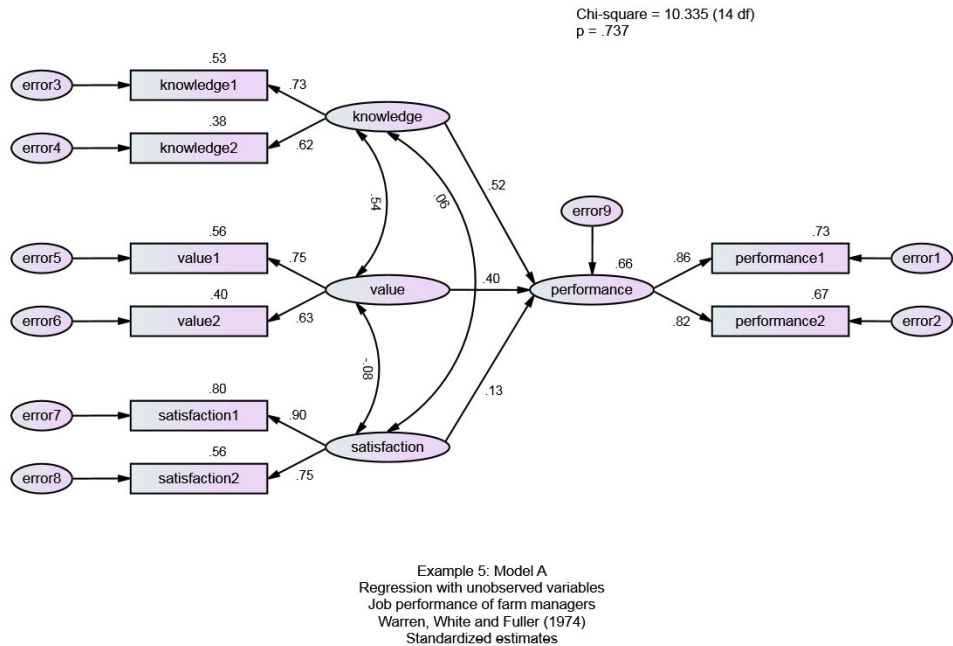 Chi-square = 10.335 (14 df)
p = .737
.53
error3
knowledge1
.73
knowledge
.38
error4
knowledge2
.62
.54
.06
.52
error9
.56
error5
value1
.75
value
.40
performance
.66
.73
.86
performance1
error1
.40
error6
value2
.63
.67
.82
performance2
error2
-.08
.13
.80
error7
satisfaction1
.90
satisfaction
.56
error8
satisfaction2
.75
Example 5: Model A
Regression with unobserved variables
Job performance of farm managers
Warren, White and Fuller (1974)
Standardized estimates